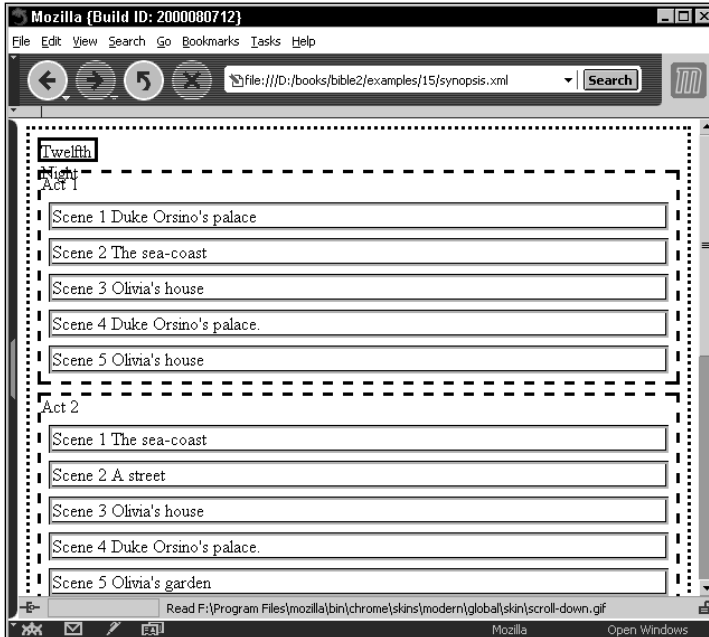 Mozilla {Build ID: 2000080712}
File Edit View Search Go Bookmarks Tasks Help
file:///D:/books/bible2/examples/15/synopsis.xml Search
Twelfth
Night
Act 1
Scene 1 Duke Orsino's palace
Scene 2 The sea-coast
Scene 3 Olivia's house
Scene 4 Duke Orsino's palace.
Scene 5 Olivia's house
Act 2
Scene 1 The sea-coast
Scene 2 A street
Scene 3 Olivia's house
Scene 4 Duke Orsino's palace.
Scene 5 Olivia's garden
Read F:\Program Files\mozilla\bin\chrome\skins\modern\global\skin\scroll-down.gif
Mozilla Open Windows